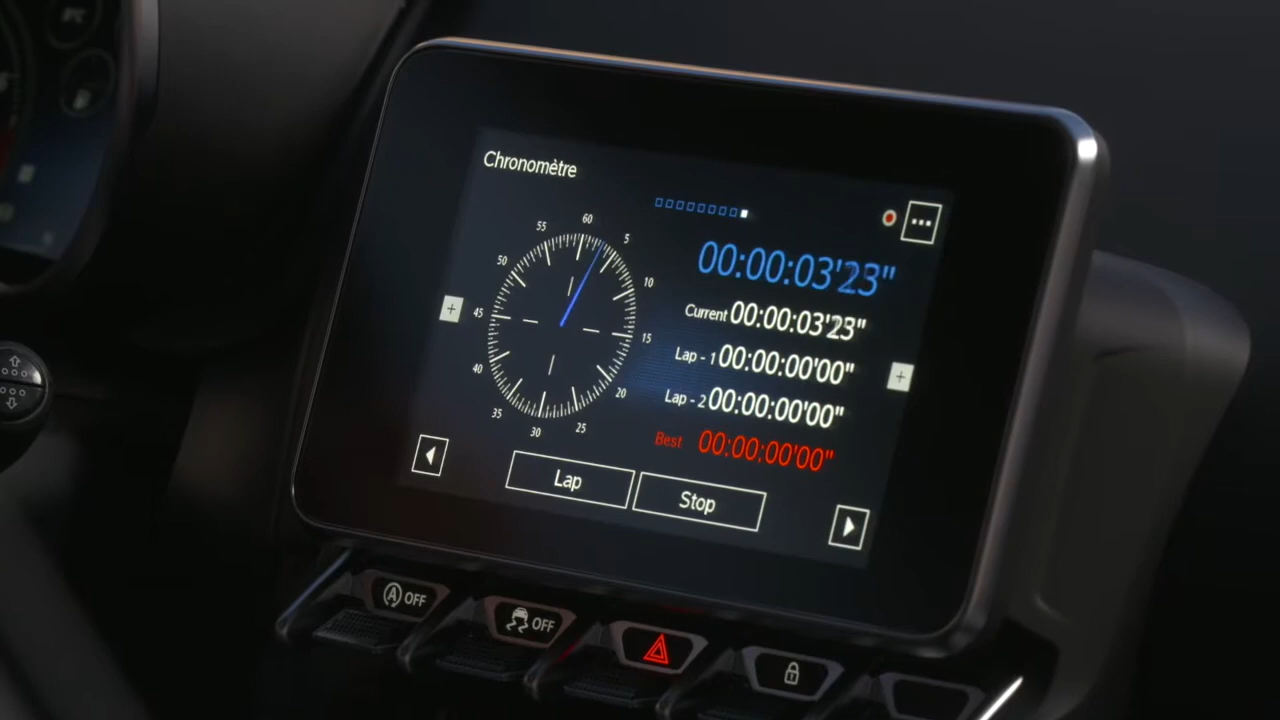 Chronomètre
60
55
5
50
10
45
15
40
20
35
25
30
00:00:03'23"
Current 00:00:03'23"
Lap - 1 00:00:00'00"
Lap - 2 00:00:00'00"
Best 00:00:00'00"
Lap
Stop
A OFF
OFF